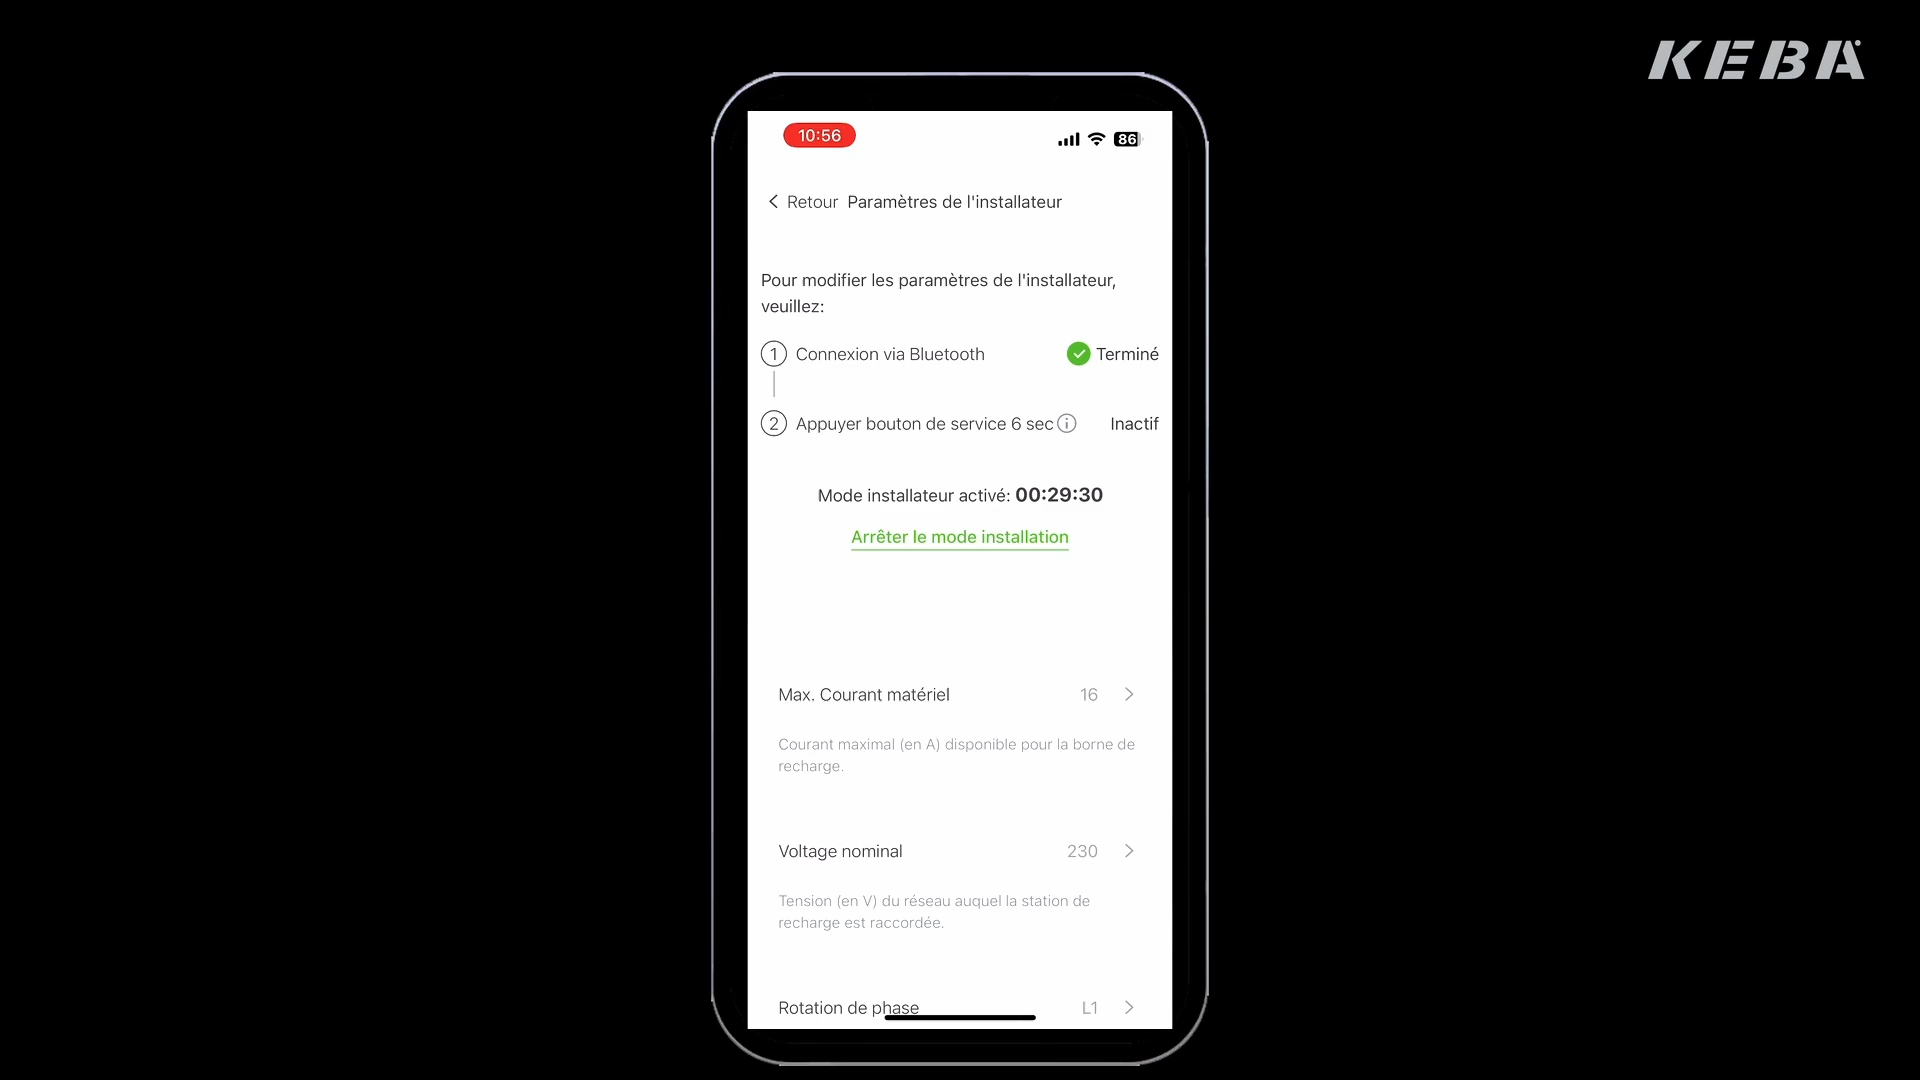 KEBA
10:56
86
Retour Paramètres de l'installateur
Pour modifier les paramètres de l'installateur,
veuillez:
1 Connexion via Bluetooth Terminé
2 Appuyer bouton de service 6 sec i Inactif
Mode installateur activé: 00:29:30
Arrêter le mode installation
Max. Courant matériel 16
Courant maximal (en A) disponible pour la borne de
recharge.
Voltage nominal 230
Tension (en V) du réseau auquel la station de
recharge est raccordée.
Rotation de phase L1